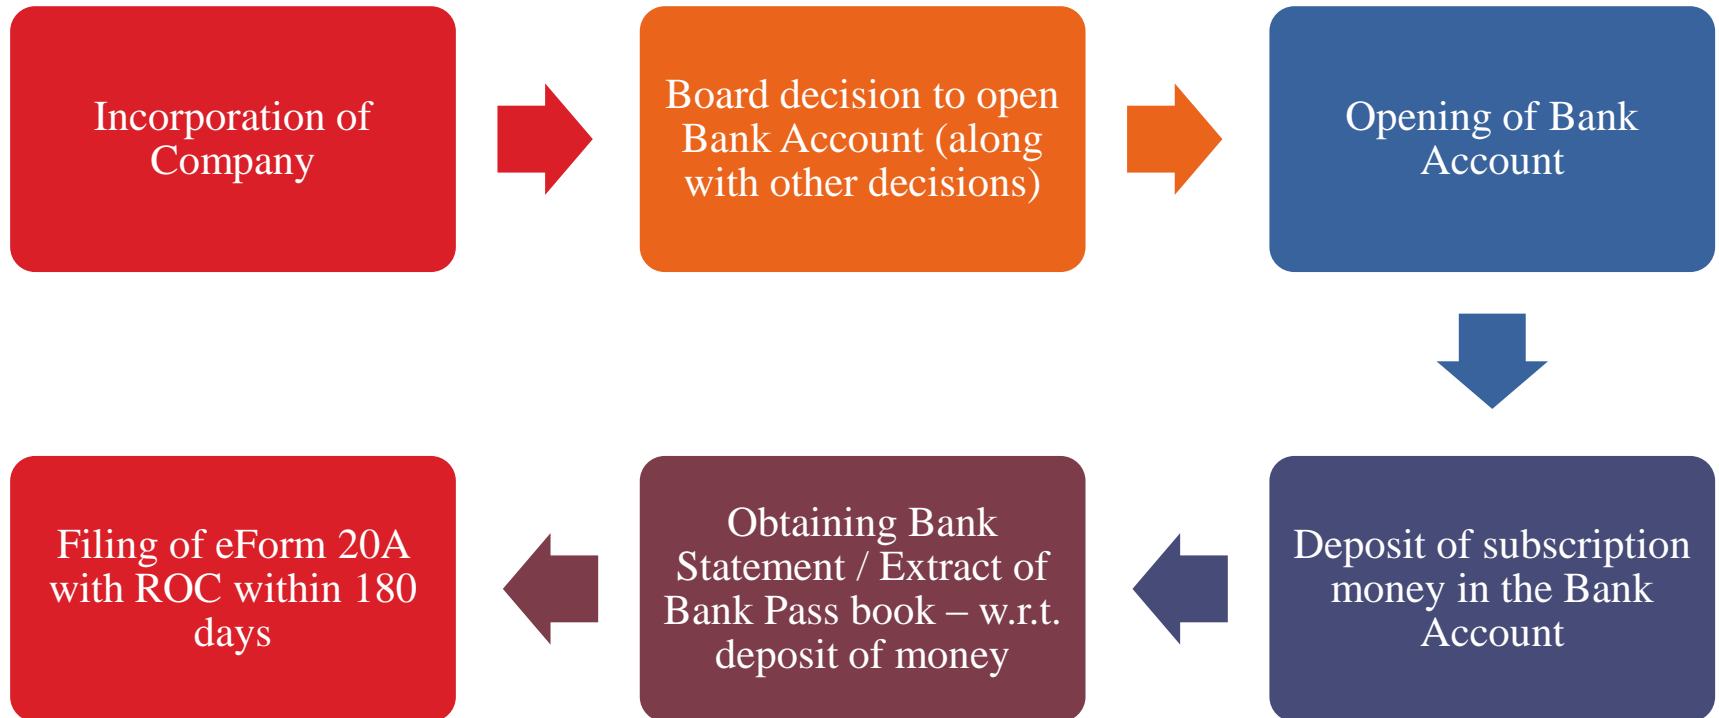 Incorporation of
Company
Board decision to open
Bank Account (along
with other decisions)
Opening of Bank
Account
Deposit of subscription
money in the Bank
Account
Obtaining Bank
Statement / Extract of
Bank Pass book – w.r.t.
deposit of money
Filing of eForm 20A
with ROC within 180
days